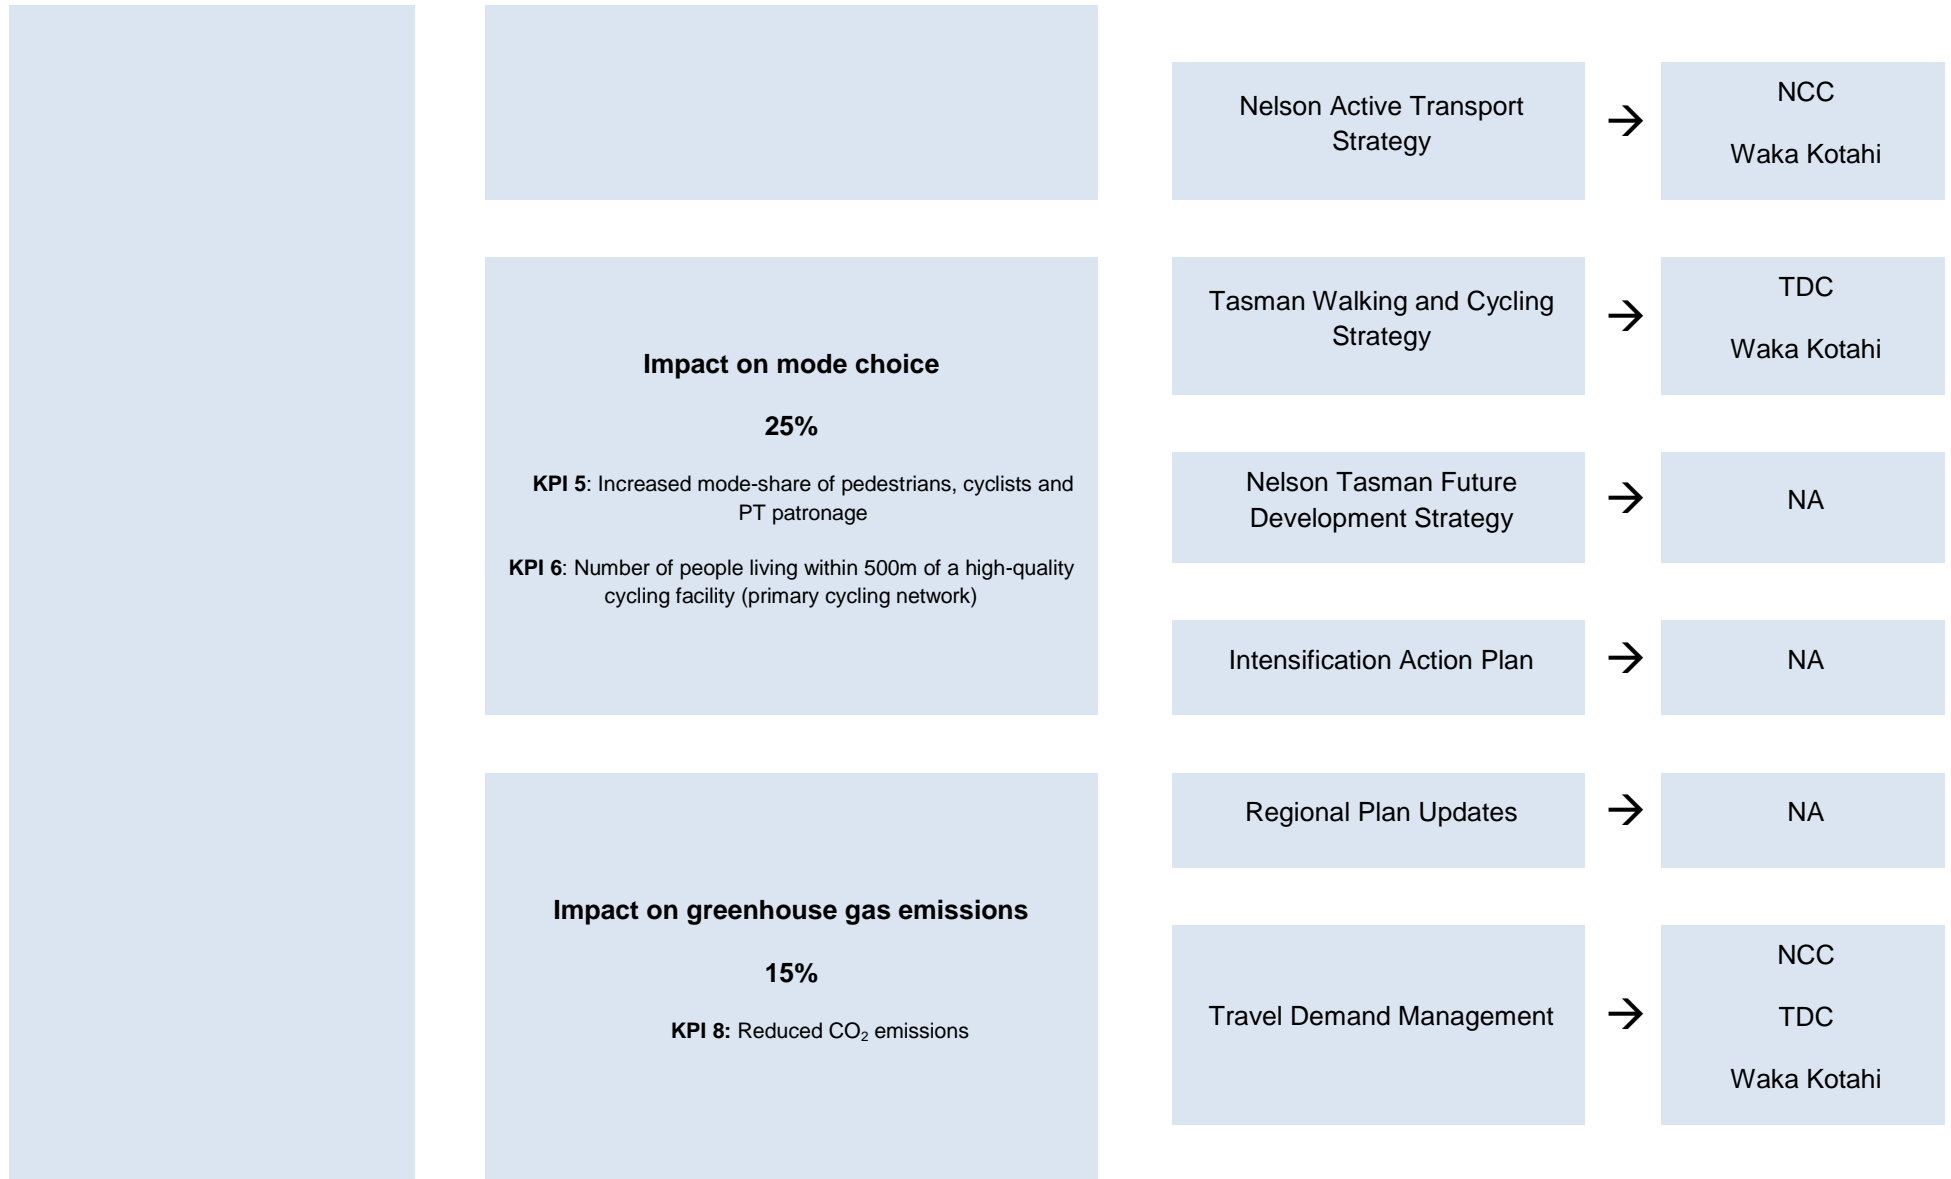 Nelson Active Transport
Strategy
→
NCC
Waka Kotahi
Impact on mode choice
25%
KPI 5: Increased mode-share of pedestrians, cyclists and
PT patronage
KPI 6: Number of people living within 500m of a high-quality
cycling facility (primary cycling network)
Tasman Walking and Cycling
Strategy
→
TDC
Waka Kotahi
Nelson Tasman Future
Development Strategy
→
NA
Intensification Action Plan
→
NA
Impact on greenhouse gas emissions
15%
KPI 8: Reduced CO₂ emissions
Regional Plan Updates
→
NA
Travel Demand Management
→
NCC
TDC
Waka Kotahi